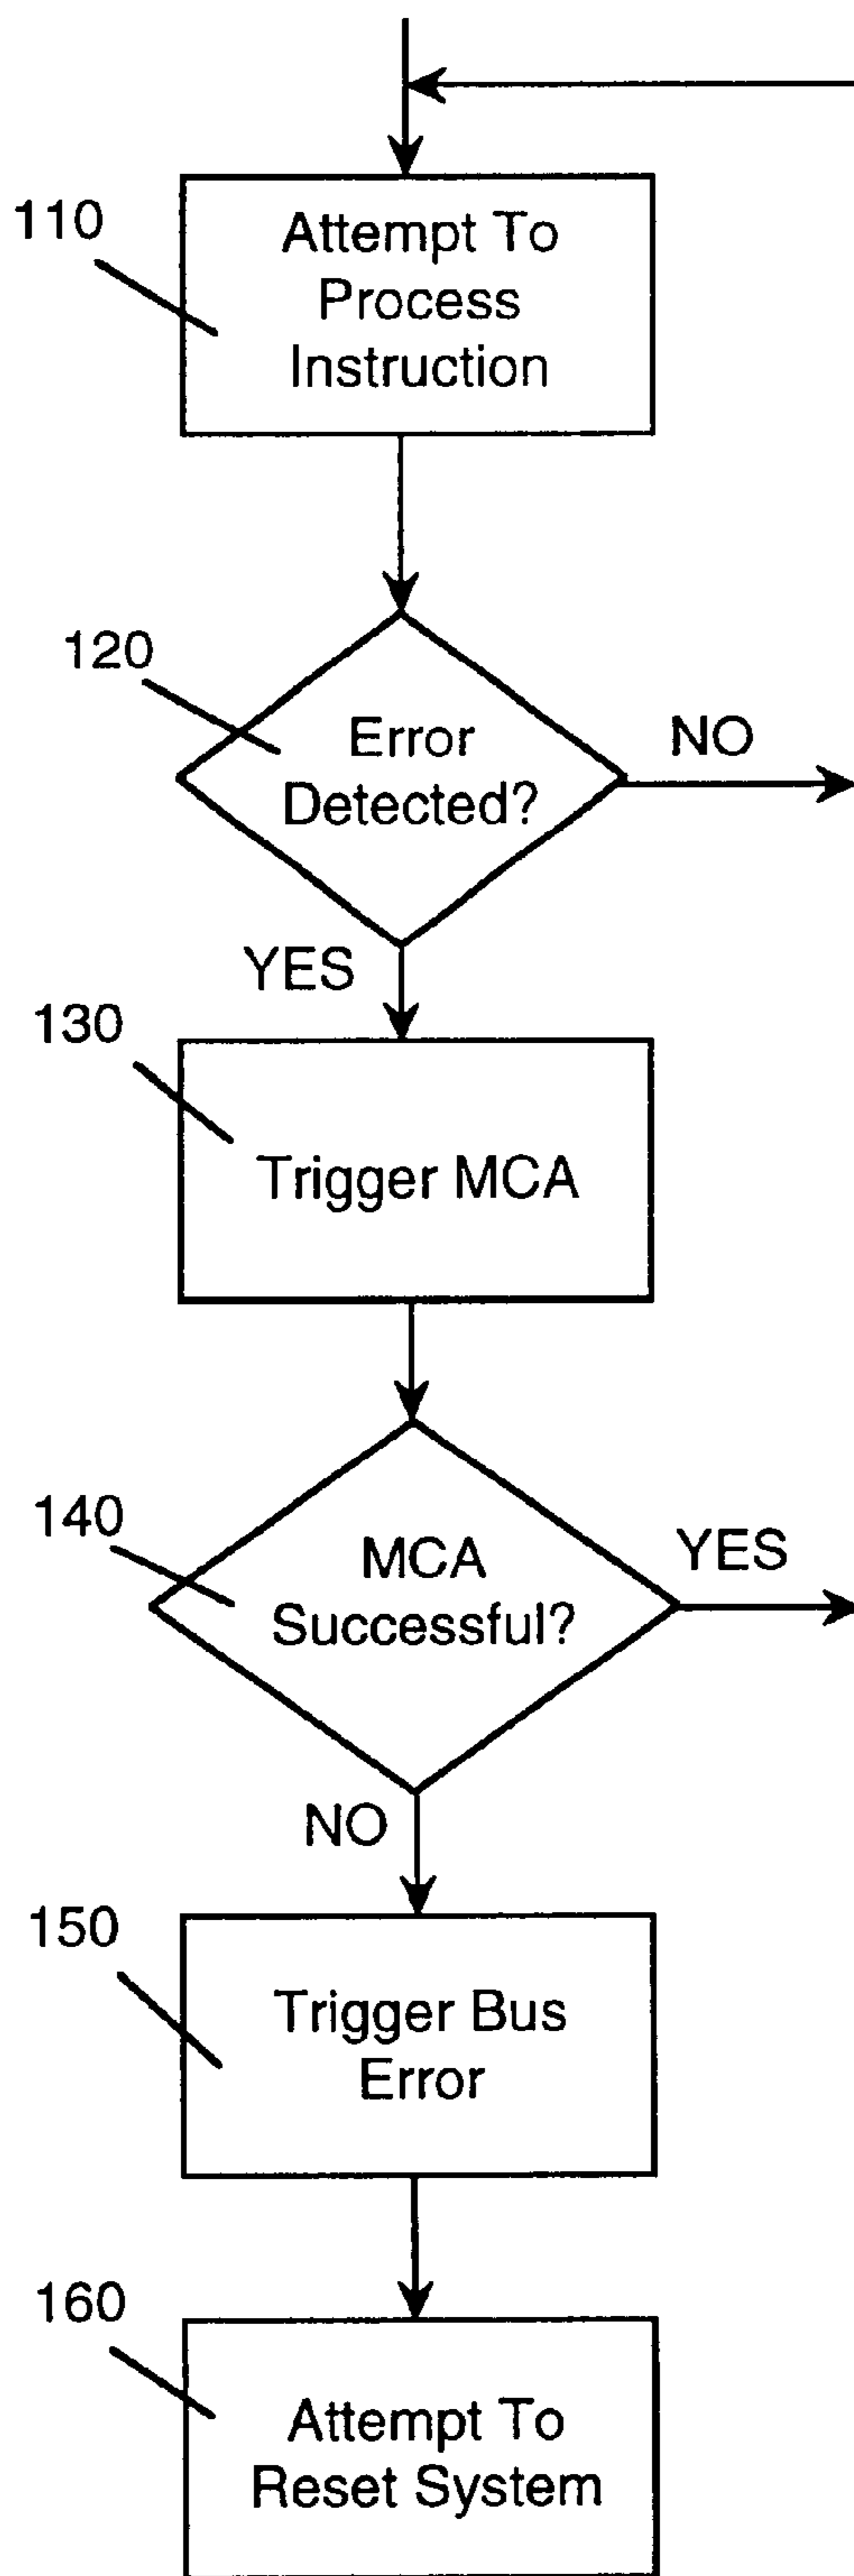 110
Attempt To
Process
Instruction
120
Error
Detected?
NO
YES
130
Trigger MCA
140
MCA
Successful?
YES
NO
150
Trigger Bus
Error
160
Attempt To
Reset System